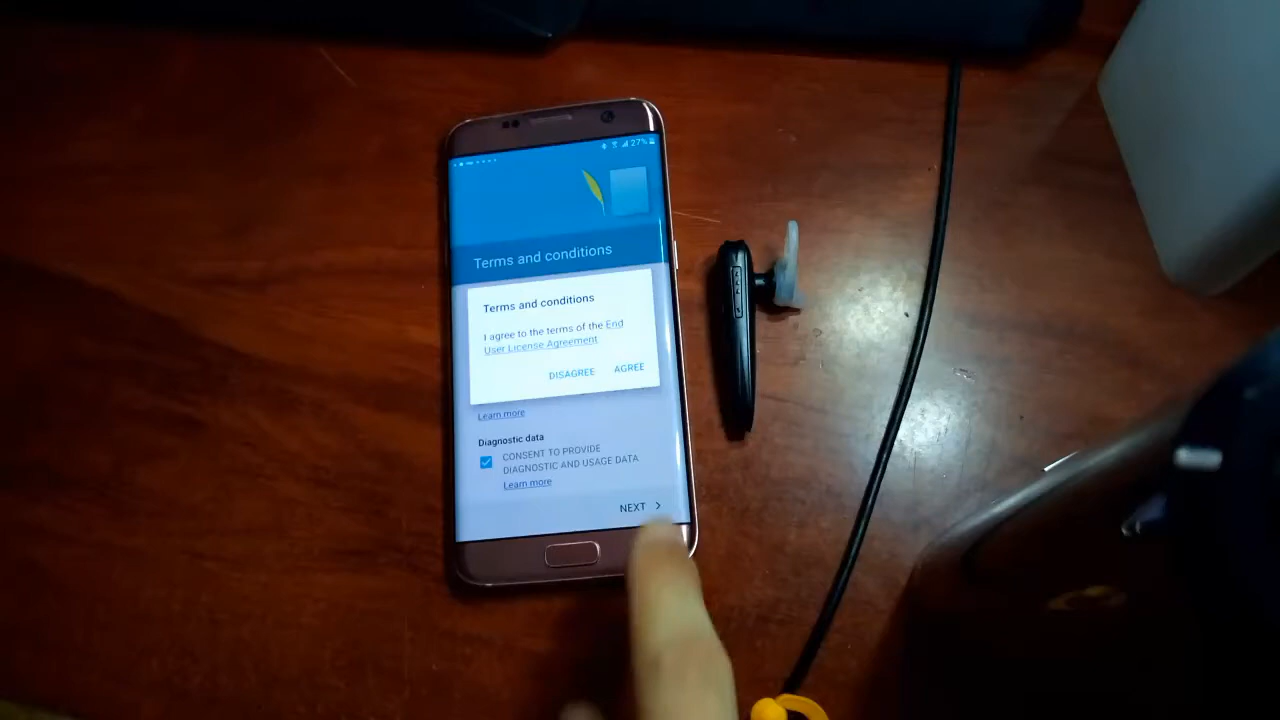 27%
Terms and conditions
Terms and conditions
I agree to the terms of the End
User License Agreement
DISAGREE AGREE
Learn more
Diagnostic data
CONSENT TO PROVIDE
DIAGNOSTIC AND USAGE DATA
Learn more
NEXT >